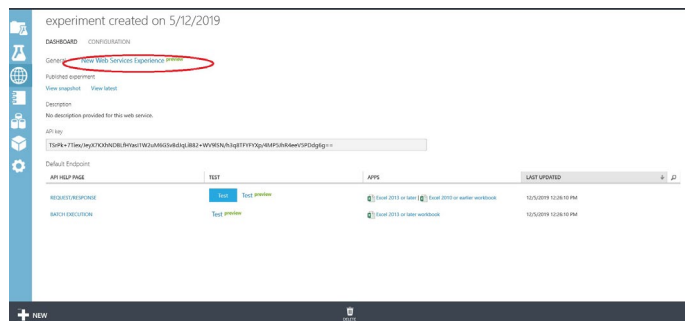 experiment created on 5/12/2019
DASHBOARD CONFIGURATION
General New Web Services Experience preview
Published experiment
View snapshot View latest
Description
No description provided for this web service.
API key
Default Endpoint
API HELP PAGE TEST APPS LAST UPDATED
REQUEST/RESPONSE Test Test preview Excel 2013 or later | Excel 2010 or earlier workbook 12/5/2019 12:26:10 PM
BATCH EXECUTION Test preview Excel 2013 or later workbook 12/5/2019 12:26:10 PM
NEW DELETE